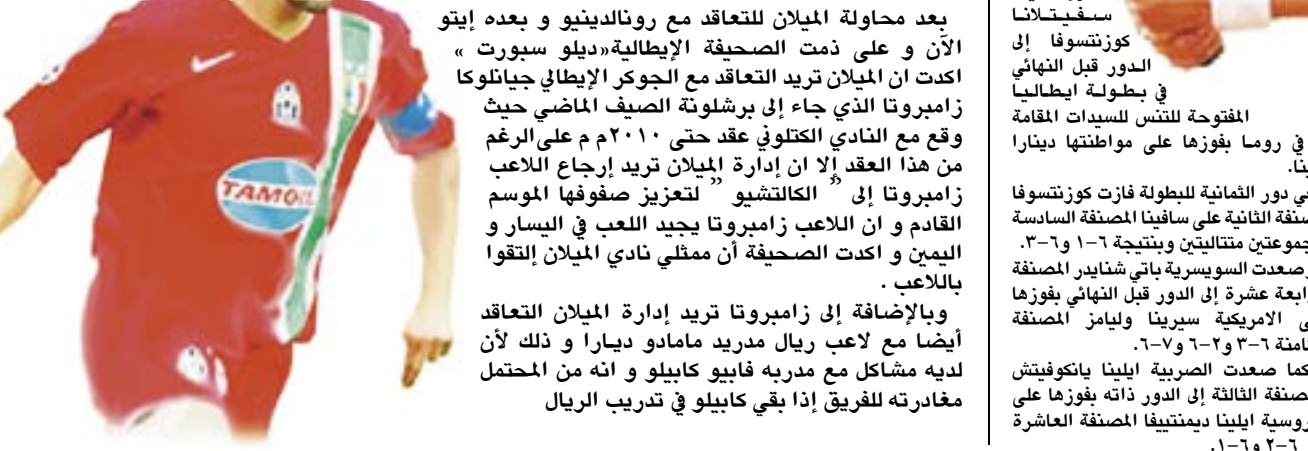 بعد محاولة الميلان للتعاقد مع رونالدينيو و بعده إيتو
الآن و على ذمت الصحيفة الإيطالية«ديلو سبورت »
اكدت ان الميلان تريد التعاقد مع الجوكر الإيطالي جيانلوكا
زامبروتا الذي جاء إلى برشلونة الصيف الماضي حيث
وقع مع النادي الكتلوني عقد حتى ٢٠١٠م م على الرغم
من هذا العقد إلا ان إدارة الميلان تريد إرجاع اللاعب
زامبروتا إلى ” الكالتشيو ” لتعزيز صفوفها الموسم
القادم و ان اللاعب زامبروتا يجيد اللعب في اليسار و
اليمين و اكدت الصحيفة أن ممثلي نادي الميلان إلتقوا
باللاعب .
وبالإضافة إلى زامبروتا تريد إدارة الميلان التعاقد
أيضا مع لاعب ريال مدريد مامادو ديارا و ذلك لأن
لديه مشاكل مع مدربه فابيو كابيلو و انه من المحتمل
مغادرته للفريق إذا بقي كابيلو في تدريب الريال
TAMOIL
سفيتلانا
كوزنتسوفا إلى
الدور قبل النهائي
في بطولة ايطاليا
المفتوحة للتنس للسيدات المقامة
في روما بفوزها على مواطنتها دينارا
دور الثمانية للبطولة فازت كوزنتسوفا
الثانية على سافينا المصنفة السادسة
متتاليتين وبنتيجة ٦-١ و٦-٣.
وصعدت السويسرية باتي شنايدر المصنفة
عشرة إلى الدور قبل النهائي بفوزها
الامريكية سيرينا وليامز المصنفة
٦-٣ و٢-٦ و٧-٦.
كما صعدت الصربية ايلينا يانكوفيتش
الثالثة إلى الدور ذاته بفوزها على
ايلينا ديمنتييفا المصنفة العاشرة
٦-٢ و٦-١.